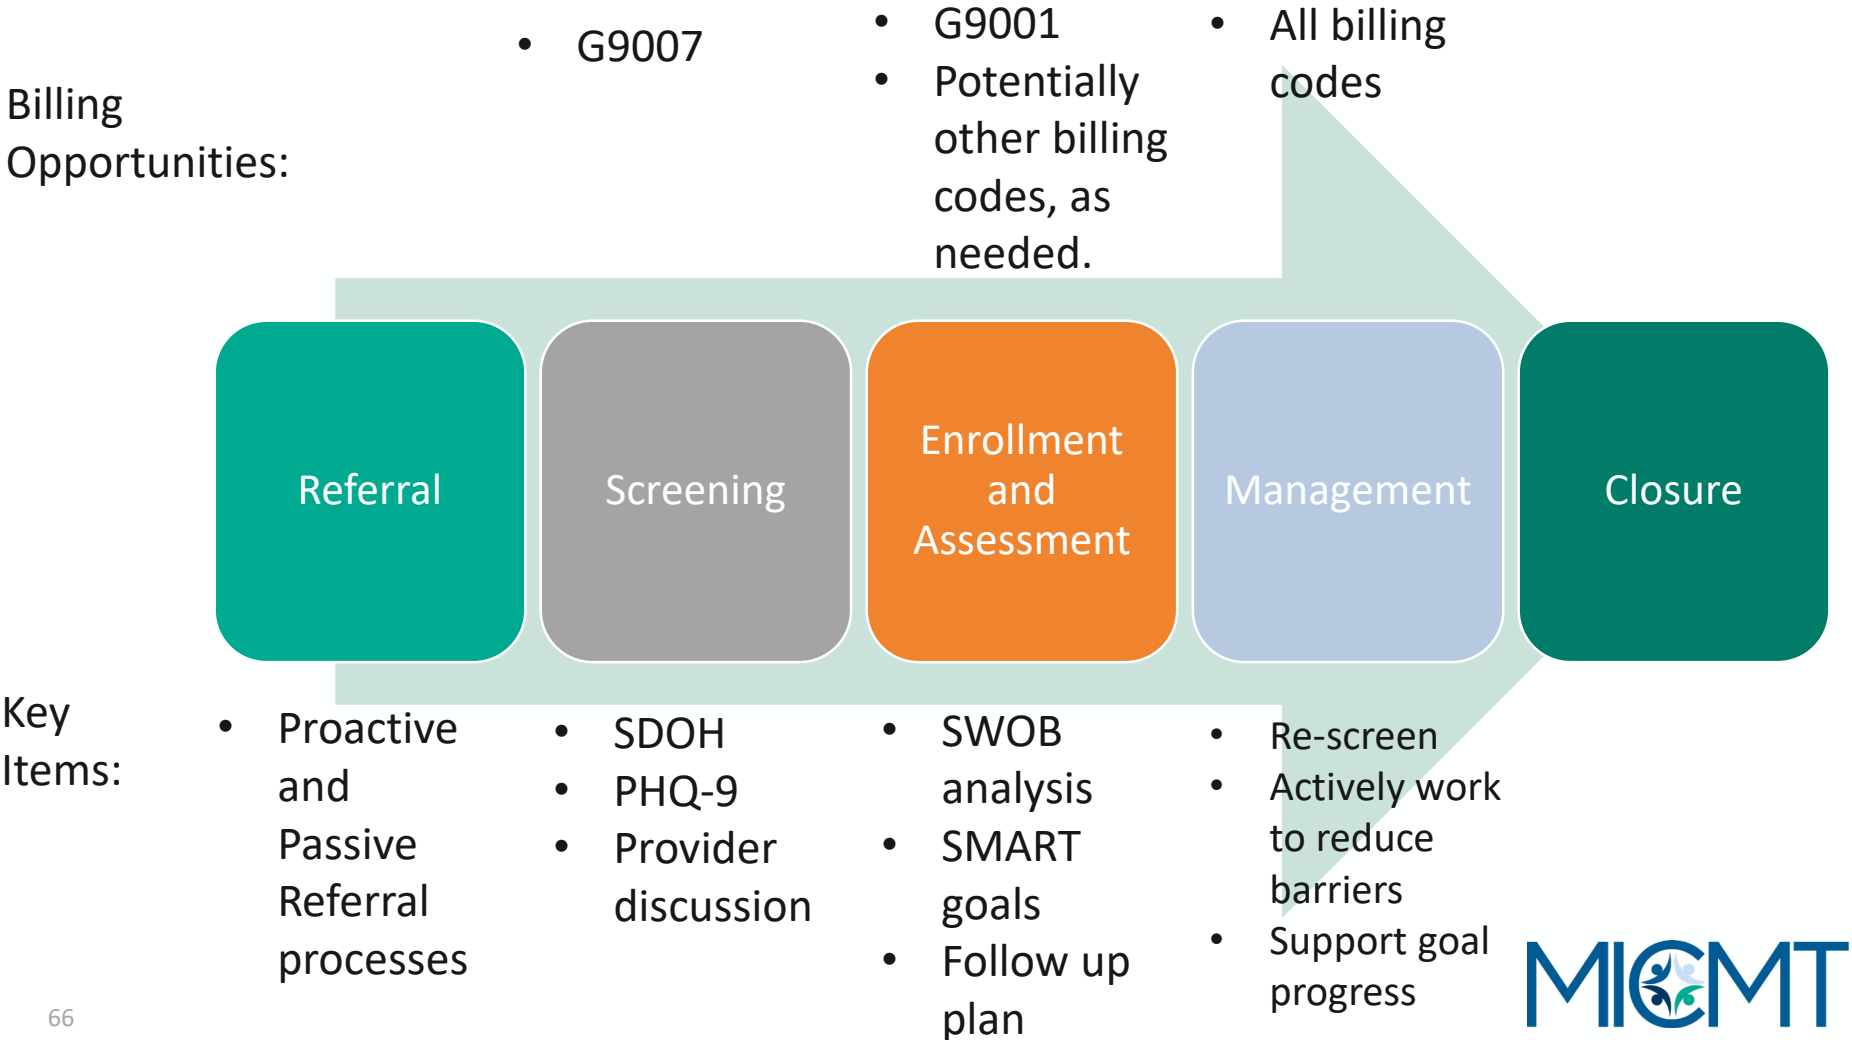 Billing
Opportunities:
• G9007
• G9001
• Potentially
other billing
codes, as
needed.
• All billing
codes
Referral
Screening
Enrollment
and
Assessment
Management
Closure
Key
Items:
• Proactive
and
Passive
Referral
processes
• SDOH
• PHQ-9
• Provider
discussion
• SWOB
analysis
• SMART
goals
• Follow up
plan
• Re-screen
• Actively work
to reduce
barriers
• Support goal
progress
66
MICMT